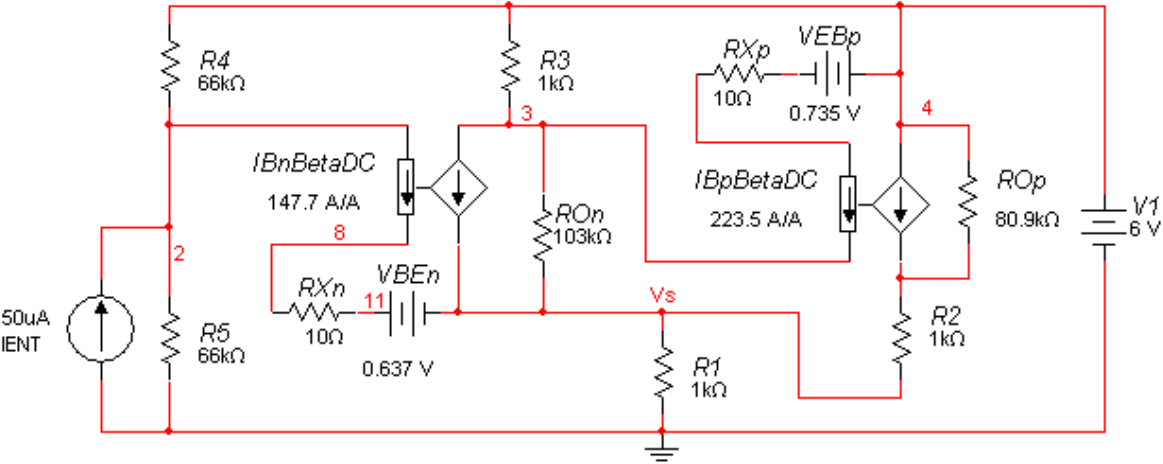 R4
66kΩ
R3
1kΩ
3
RXp
10Ω
VEBp
0.735 V
4
IBnBetaDC
147.7 A/A
8
ROn
103kΩ
IBpBetaDC
223.5 A/A
ROp
80.9kΩ
V1
6 V
2
50uA
IENT
R5
66kΩ
RXn
10Ω
11
VBEn
0.637 V
Vs
R1
1kΩ
R2
1kΩ